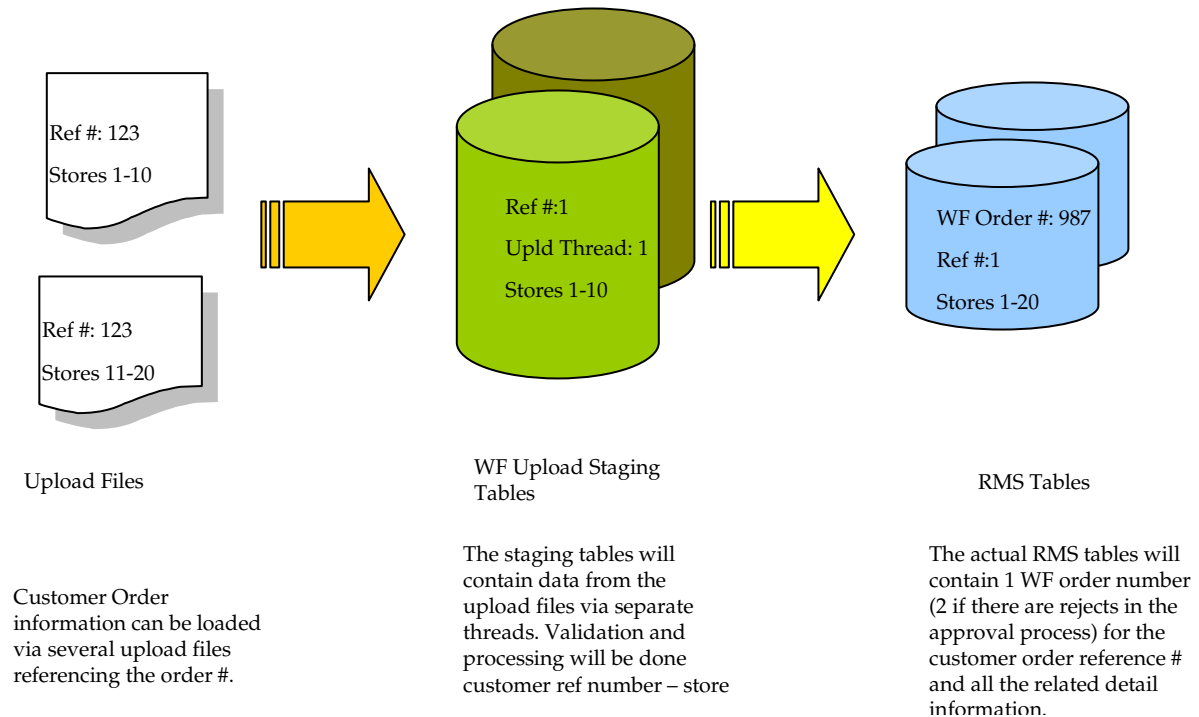 Ref #: 123
Stores 1-10
Ref #: 123
Stores 11-20
Ref #:1
Upld Thread: 1
Stores 1-10
WF Order #: 987
Ref #:1
Stores 1-20
Upload Files
WF Upload Staging
Tables
RMS Tables
Customer Order
information can be loaded
via several upload files
referencing the order #.
The staging tables will
contain data from the
upload files via separate
threads. Validation and
processing will be done
customer ref number – store
The actual RMS tables will
contain 1 WF order number
(2 if there are rejects in the
approval process) for the
customer order reference #
and all the related detail
information.